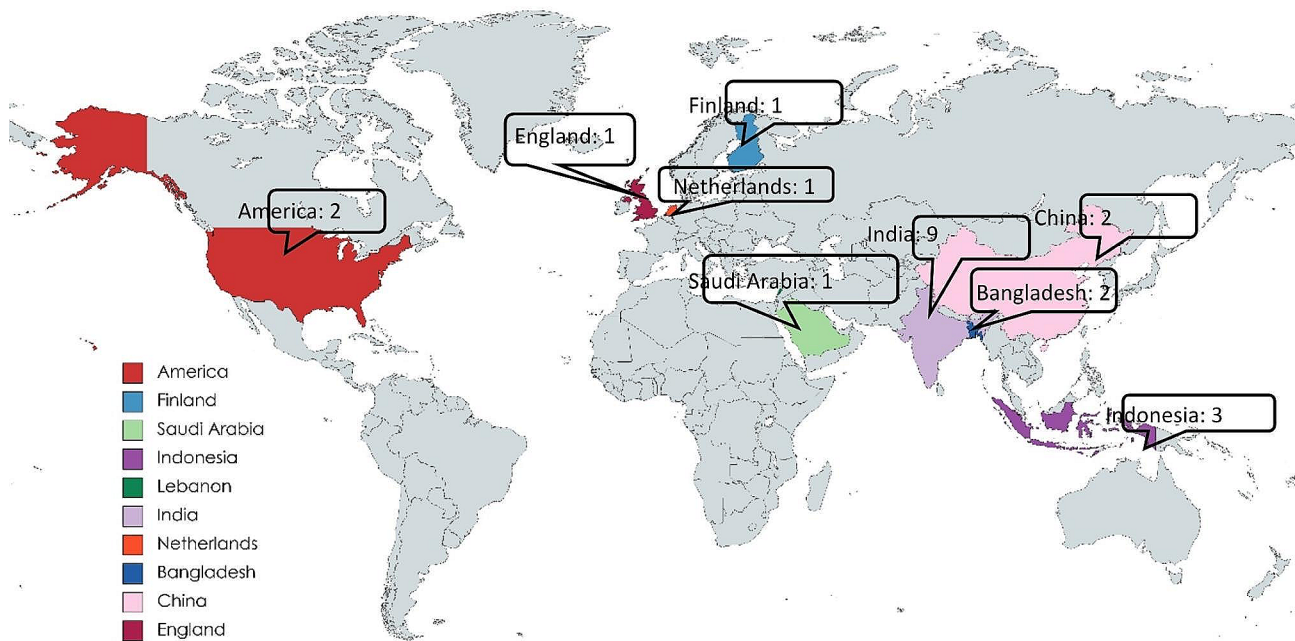 Finland: 1
England: 1
Netherlands: 1
America: 2
China: 2
India: 9
Saudi Arabia: 1
Bangladesh: 2
Indonesia: 3
America
Finland
Saudi Arabia
Indonesia
Lebanon
India
Netherlands
Bangladesh
China
England